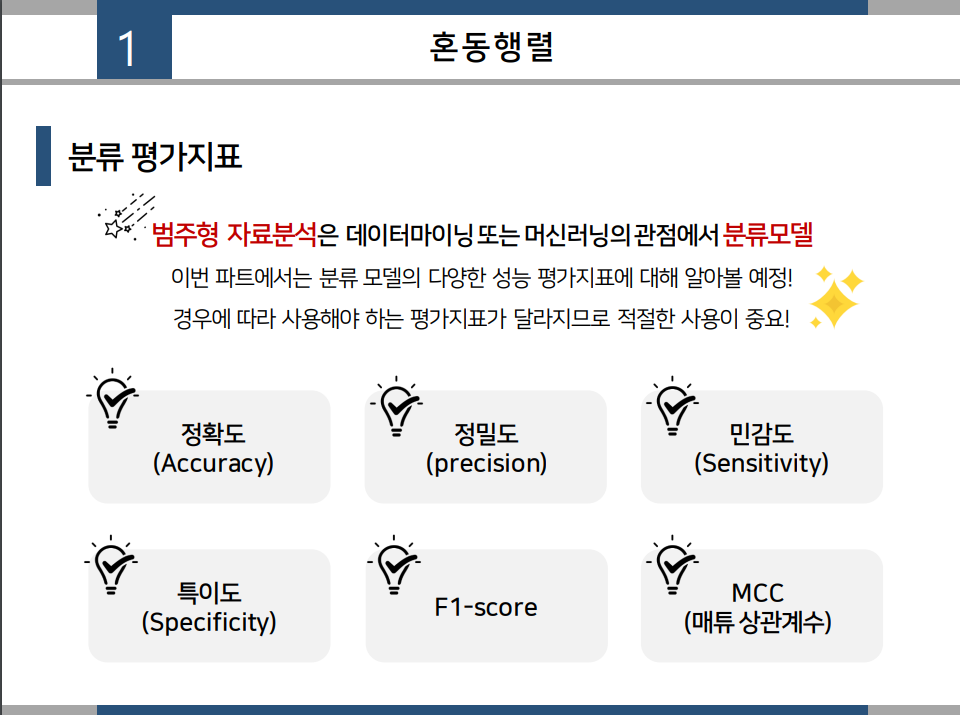 1
혼동행렬
분류 평가지표
범주형 자료분석은 데이터마이닝 또는 머신러닝의 관점에서 분류모델
이번 파트에서는 분류 모델의 다양한 성능 평가지표에 대해 알아볼 예정!
경우에 따라 사용해야 하는 평가지표가 달라지므로 적절한 사용이 중요!
정확도
(Accuracy)
정밀도
(precision)
민감도
(Sensitivity)
특이도
(Specificity)
F1-score
MCC
(매튜 상관계수)